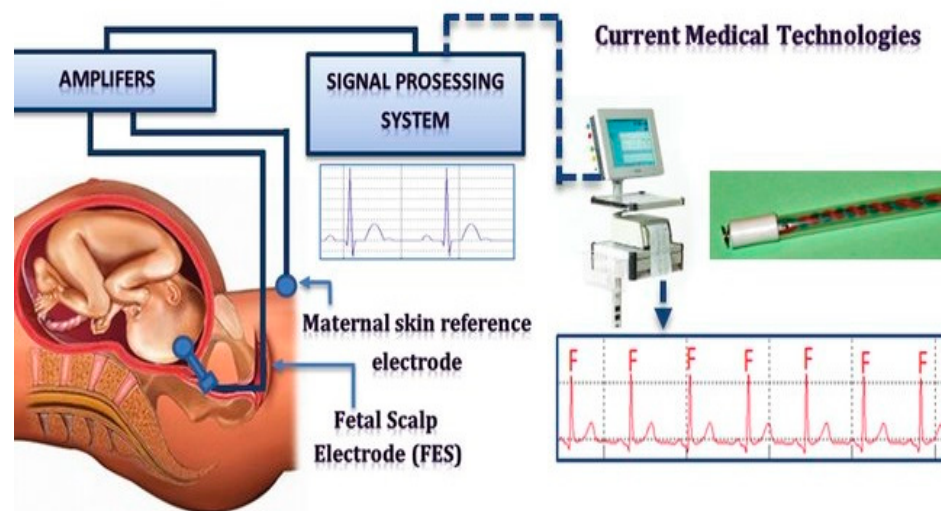 Current Medical Technologies
AMPLIFERS
SIGNAL PROSESSING
SYSTEM
Maternal skin reference
electrode
Fetal Scalp
Electrode (FES)
F F F F F F F